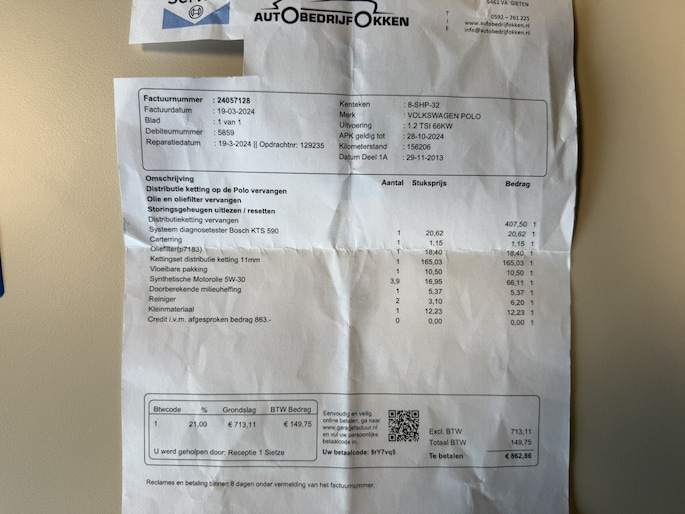 AUTOBEDRIJF OKKEN
9461 VA GIETEN
T 0592 – 261 225
I www.autobedrijfokken.nl
E info@autobedrijfokken.nl
Factuurnummer : 24057128
Factuurdatum : 19-03-2024
Blad : 1 van 1
Debiteurnummer : 5859
Reparatiedatum : 19-3-2024 || Opdrachtnr: 129235
Kenteken : 8-SHP-32
Merk : VOLKSWAGEN POLO
Uitvoering : 1.2 TSI 66KW
APK geldig tot : 28-10-2024
Kilometerstand : 156206
Datum Deel 1A : 29-11-2013
Omschrijving Aantal Stuksprijs Bedrag
Distributie ketting op de Polo vervangen
Olie en oliefilter vervangen
Storingsgeheugen uitlezen / resetten
Distributieketting vervangen 407,50 1
Systeem diagnosetester Bosch KTS 590 1 20,62 20,62 1
Carterring 1 1,15 1,15 1
Oliefilter(p7183) 1 18,40 18,40 1
Kettingset distributie ketting 11mm 1 165,03 165,03 1
Vloeibare pakking 1 10,50 10,50 1
Synthetische Motorolie 5W-30 3,9 16,95 66,11 1
Doorberekende milieuheffing 1 5,37 5,37 1
Reiniger 2 3,10 6,20 1
Kleinmateriaal 1 12,23 12,23 1
Credit i.v.m. afgesproken bedrag 863.- 0 0,00 0,00 1
Btwcode % Grondslag BTW Bedrag
1 21,00 € 713,11 € 149,75
U werd geholpen door: Receptie 1 Sietze
Eenvoudig en veilig
online betalen, ga naar
www.garagefactuur.nl
en vul uw persoonlijke
betaalcode in.
Uw betaalcode: 8rY7vq5
Excl. BTW 713,11
Totaal BTW 149,75
Te betalen € 862,86
Reclames en betaling binnen 8 dagen onder vermelding van het factuurnummer.